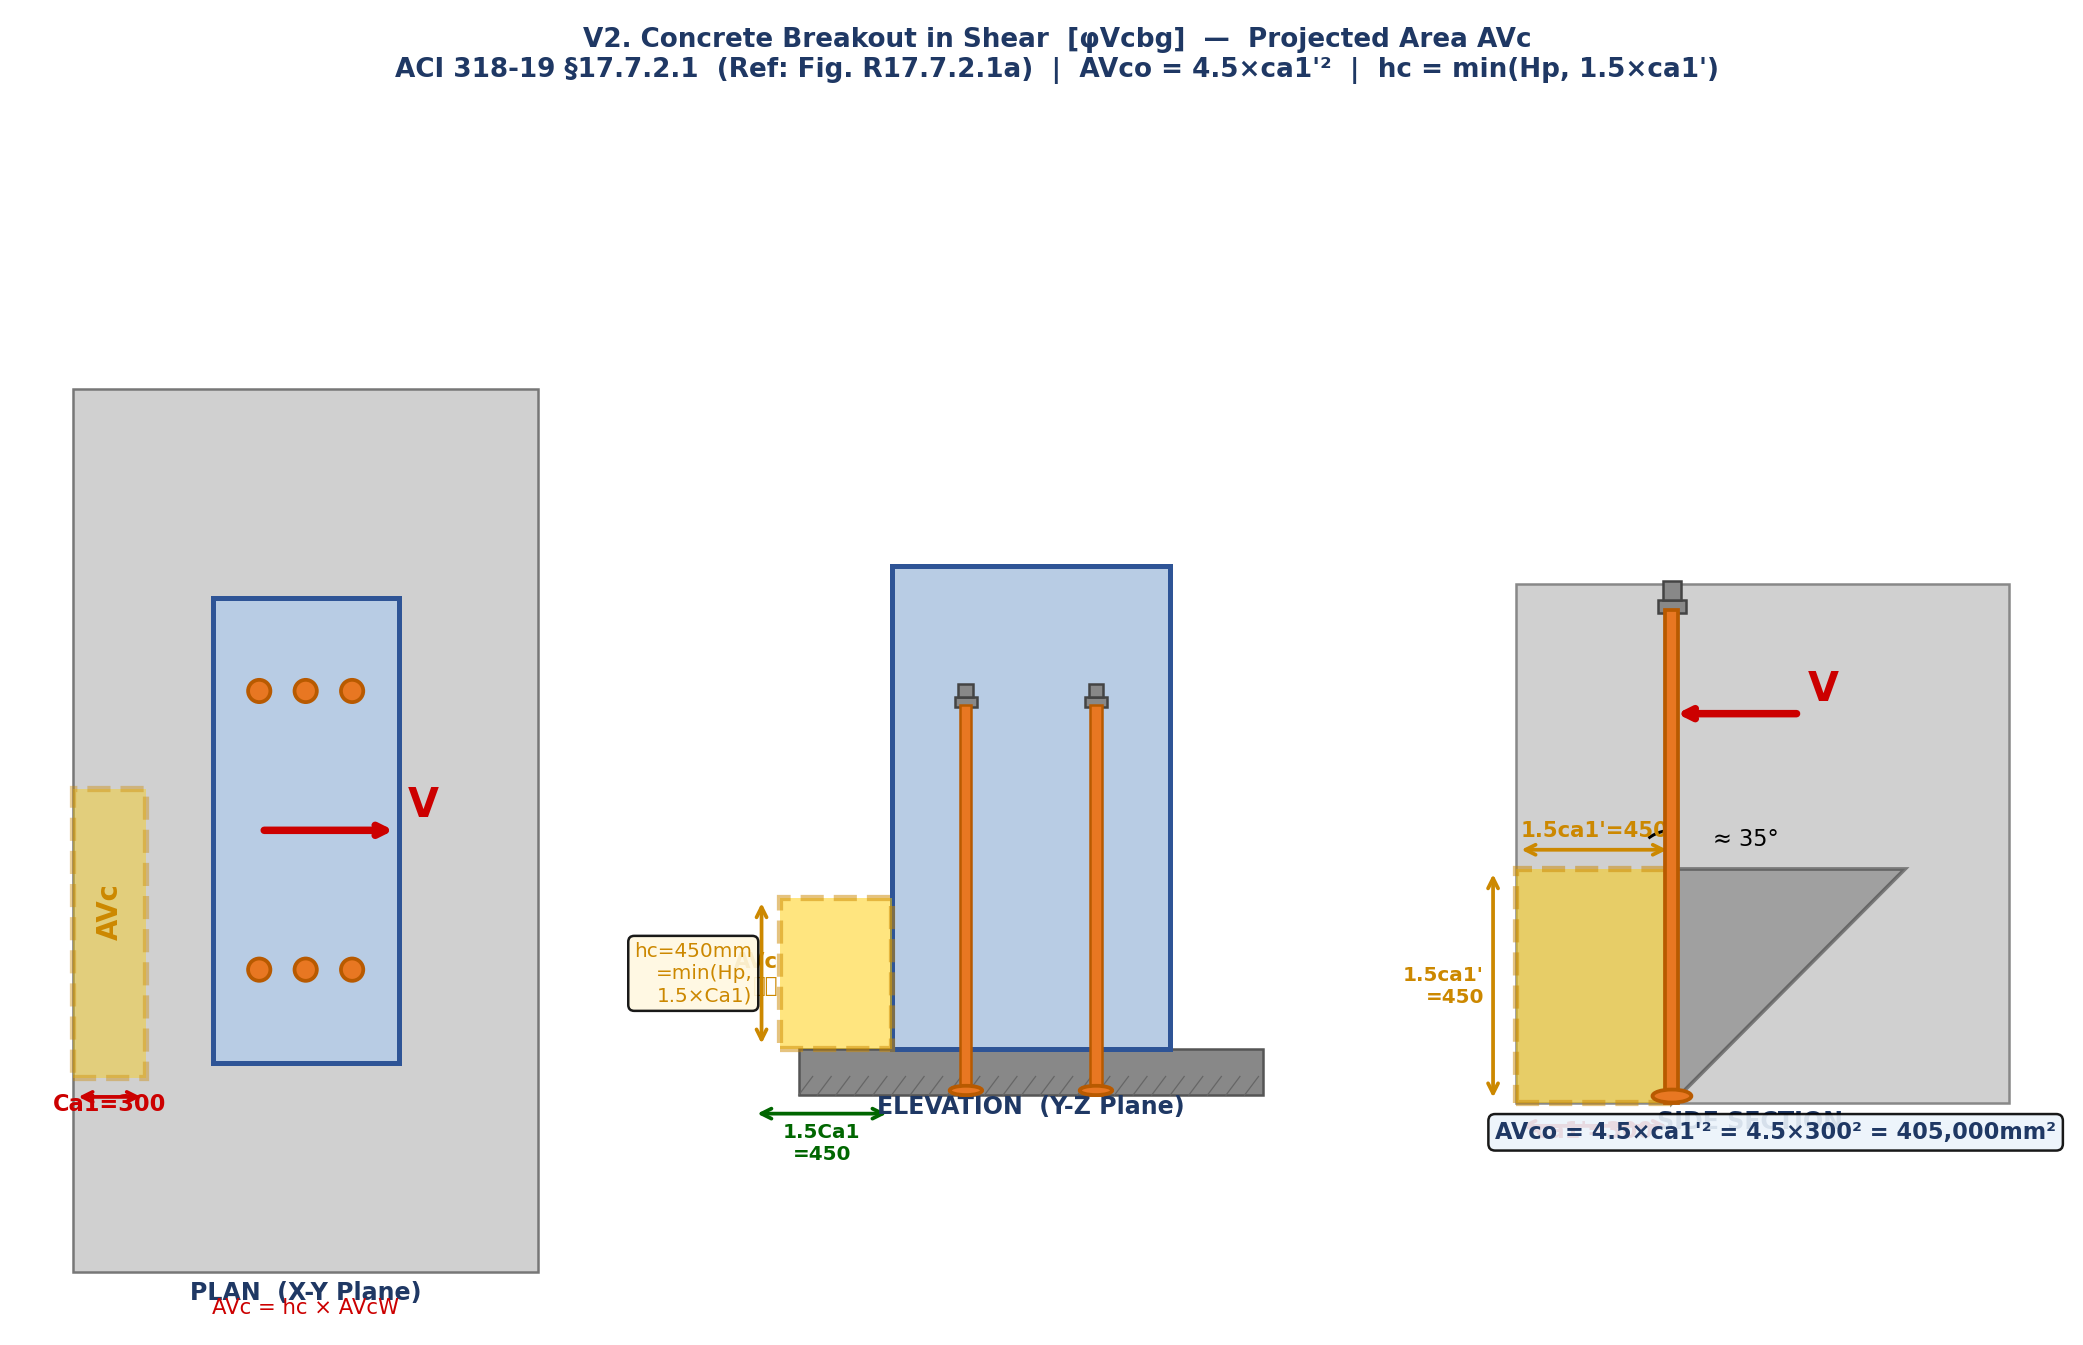 V2. Concrete Breakout in Shear [φVcbg] — Projected Area AVc
ACI 318-19 §17.7.2.1 (Ref: Fig. R17.7.2.1a) | AVco = 4.5×ca1'² | hc = min(Hp, 1.5×ca1')
V
AVc
Ca1=300
PLAN (X-Y Plane)
AVc = hc × AVcW
AVc
hc=450mm
=min(Hp,
1.5×Ca1)
ELEVATION (Y-Z Plane)
1.5Ca1
=450
V
1.5ca1'=450
≈ 35°
1.5ca1'
=450
SIDE SECTION
AVco = 4.5×ca1'² = 4.5×300² = 405,000mm²